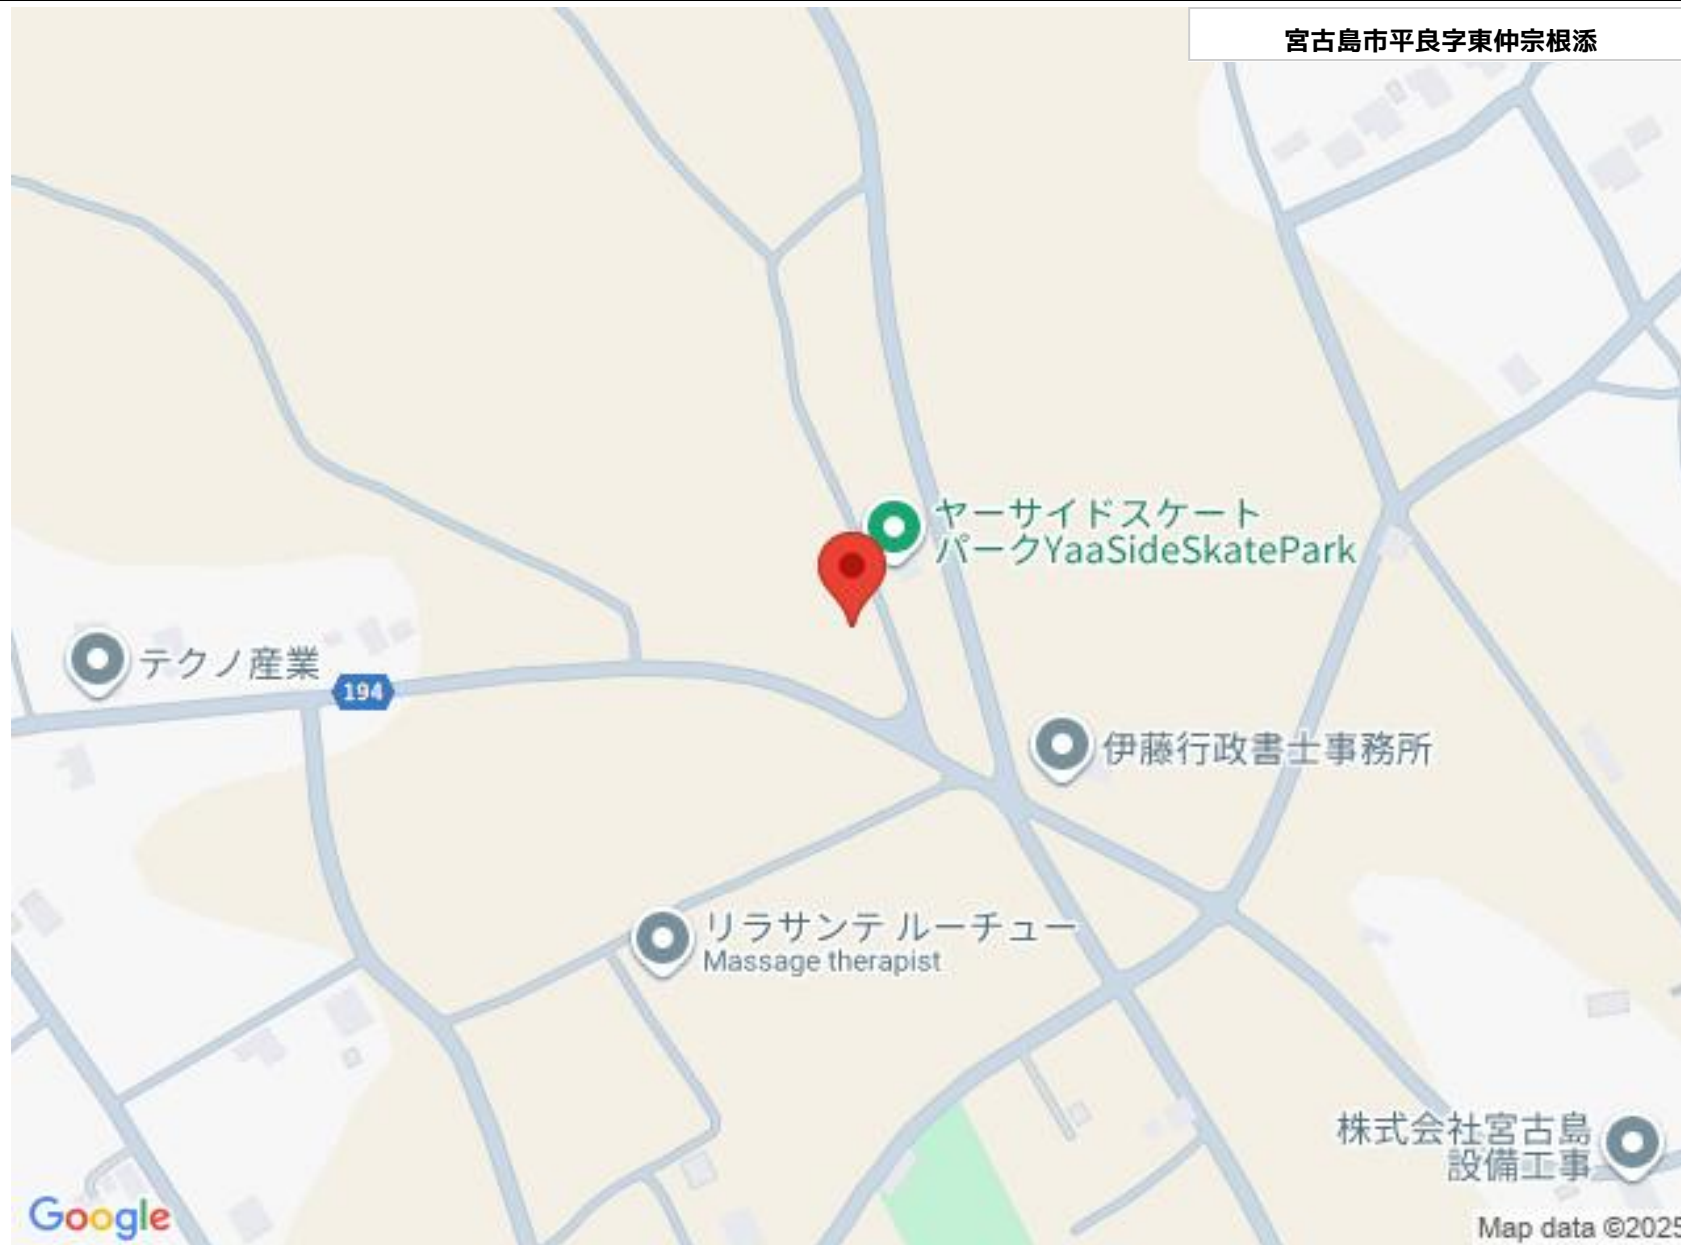 宮古島市平良字東仲宗根添
ヤーサイドスケート
パークYaaSideSkatePark
テクノ産業
194
伊藤行政書士事務所
リラサンテ ルーチュー
Massage therapist
株式会社宮古島
設備工事
Google
Map data ©2025